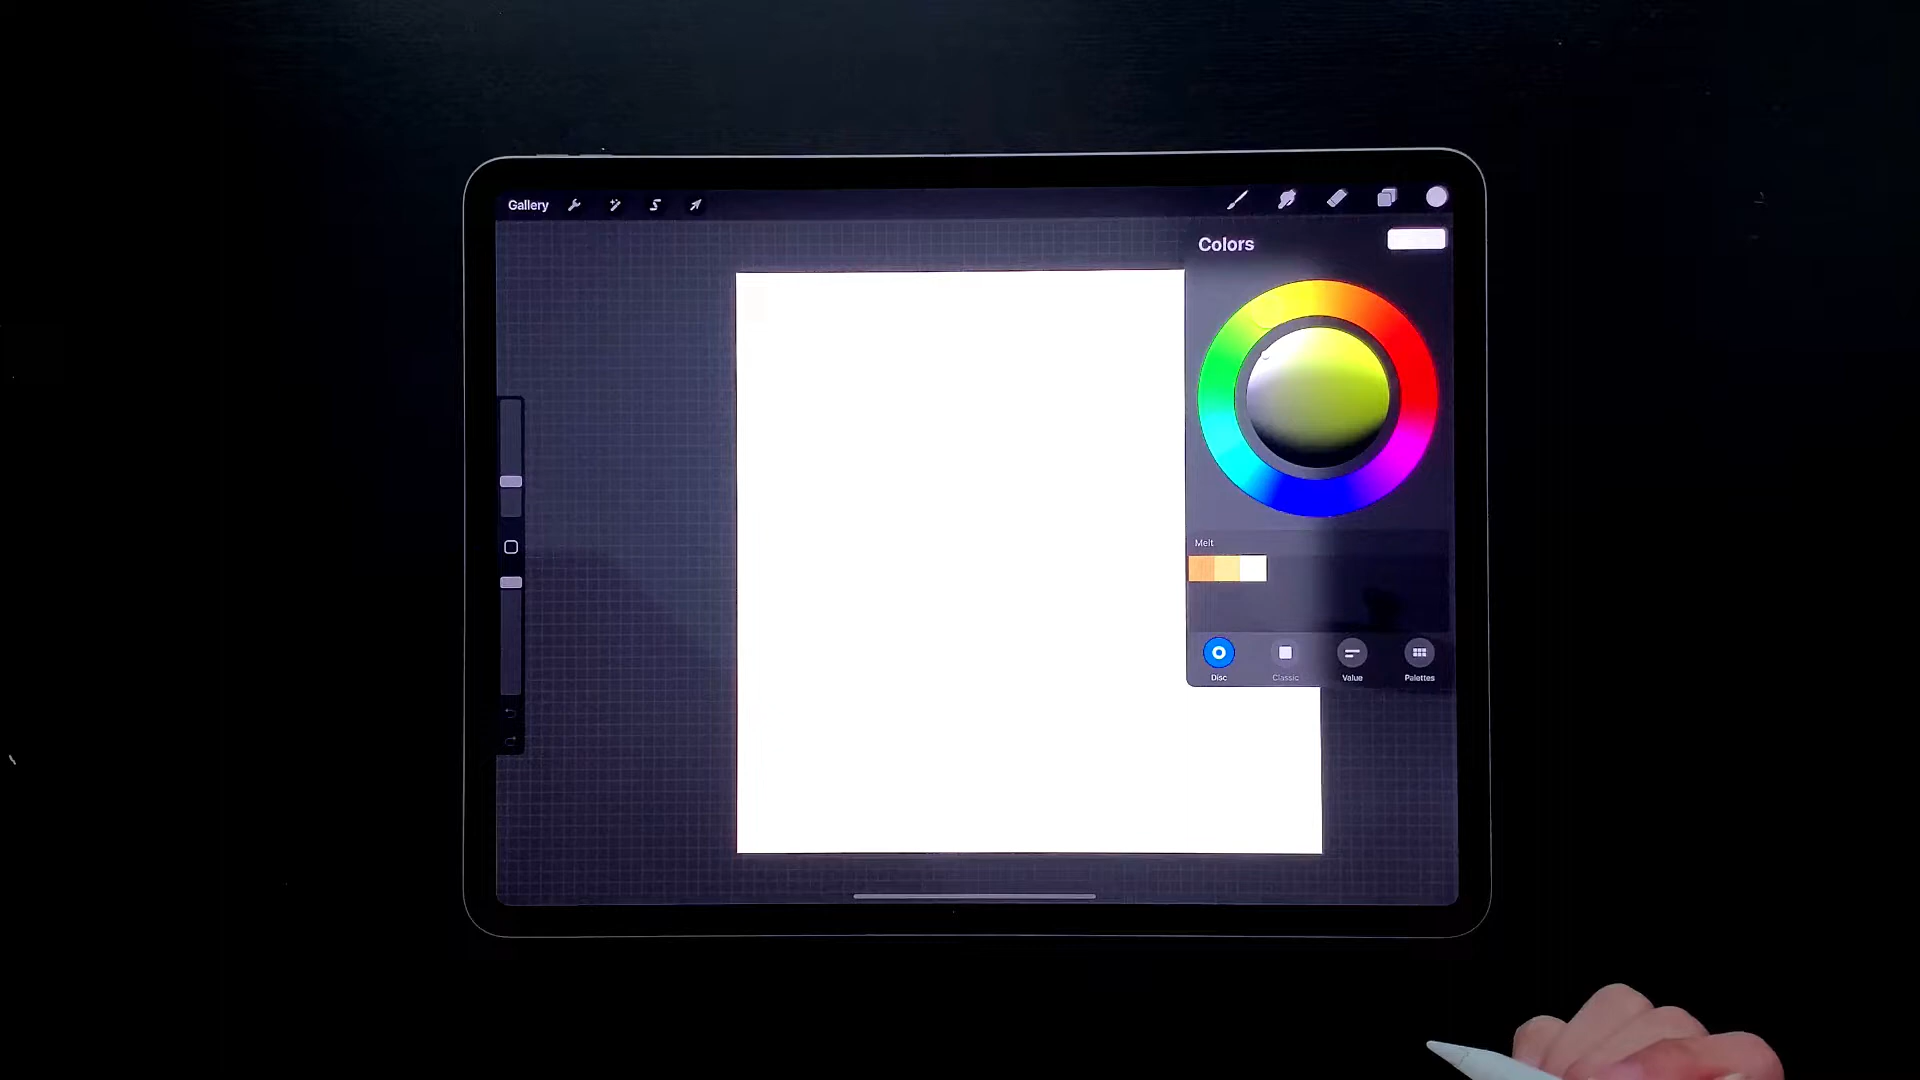 Gallery
Colors
Melt
Disc
Classic
Value
Palettes